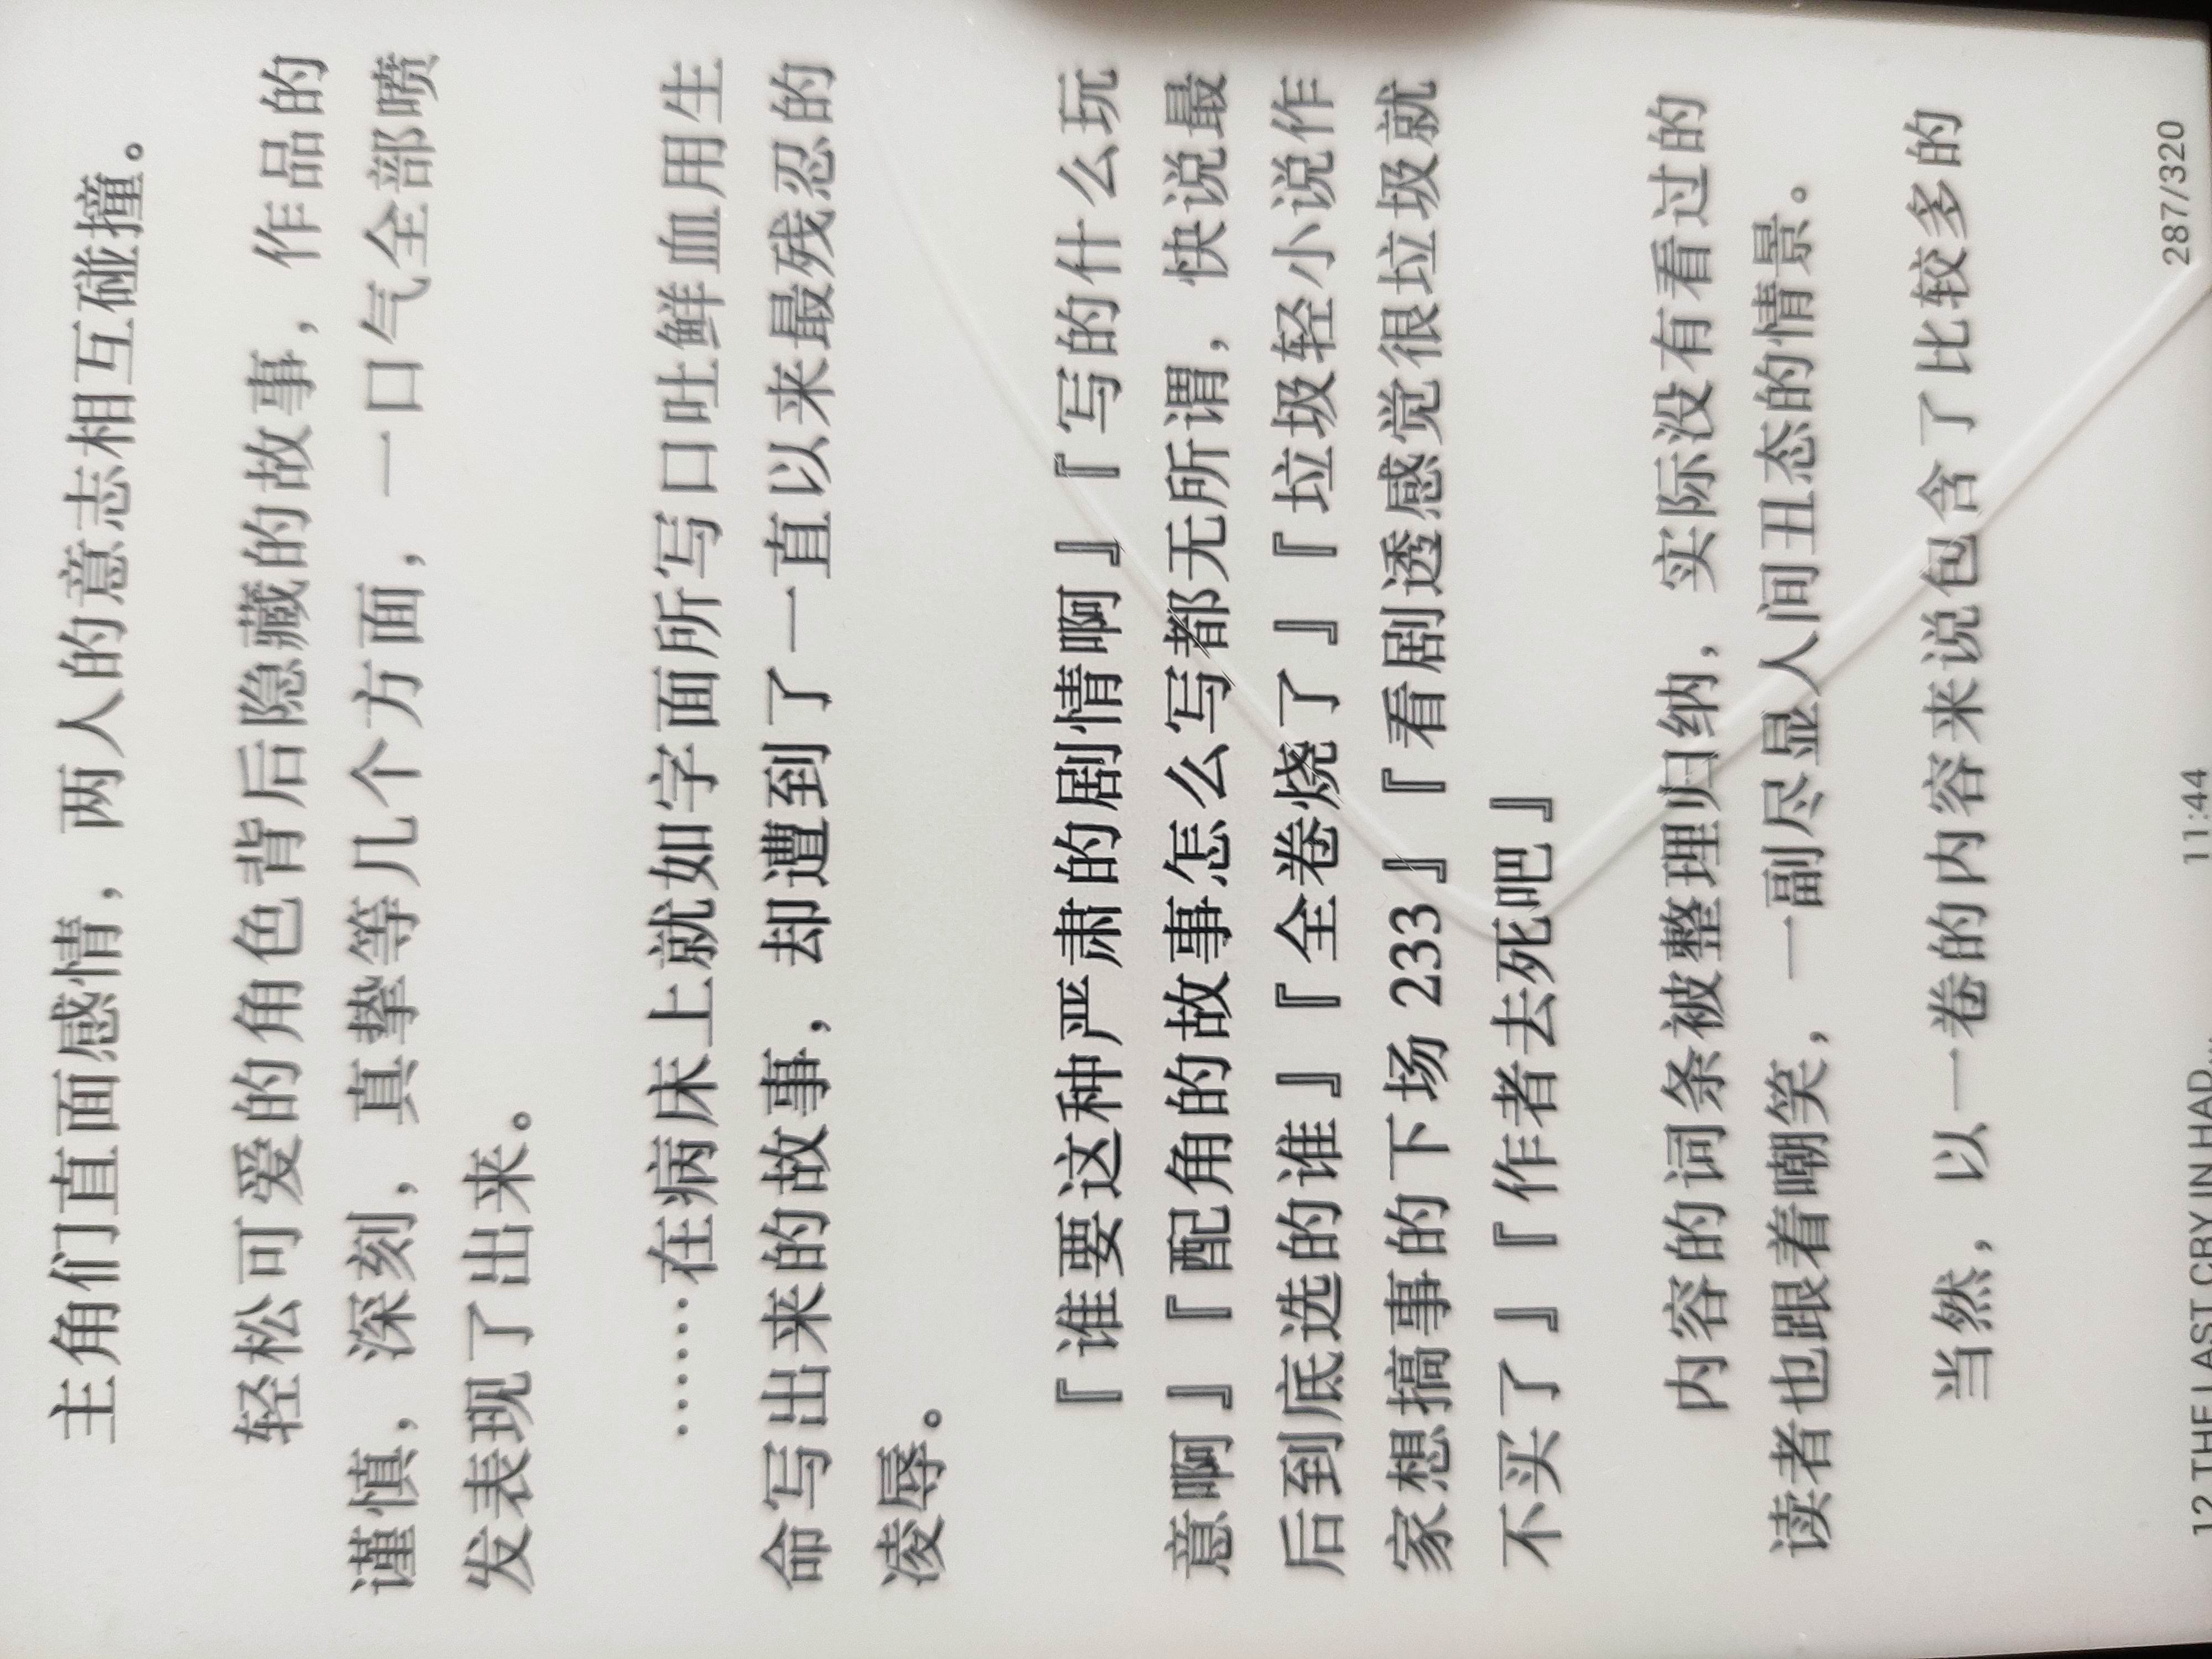 主角们直面感情，两人的意志相互碰撞。
轻松可爱的角色背后隐藏的故事，作品的
谨慎，深刻，真挚等几个方面，一口气全部喷
发表现了出来。
……在病床上就如字面所写口吐鲜血用生
命写出来的故事，却遭到了一直以来最残忍的
凌辱。
『谁要这种严肃的剧情啊』『写的什么玩
意啊』『配角的故事怎么写都无所谓，快说最
后到底选的谁』『全卷烧了』『垃圾轻小说作
家想搞事的下场 233』『看剧透感觉很垃圾就
不买了』『作者去死吧』
内容的词条被整理归纳，实际没有看过的
读者也跟着嘲笑，一副尽显人间丑态的情景。
当然，以一卷的内容来说包含了比较多的
12 THE LAST CRY IN HAD...
11:44
287/320